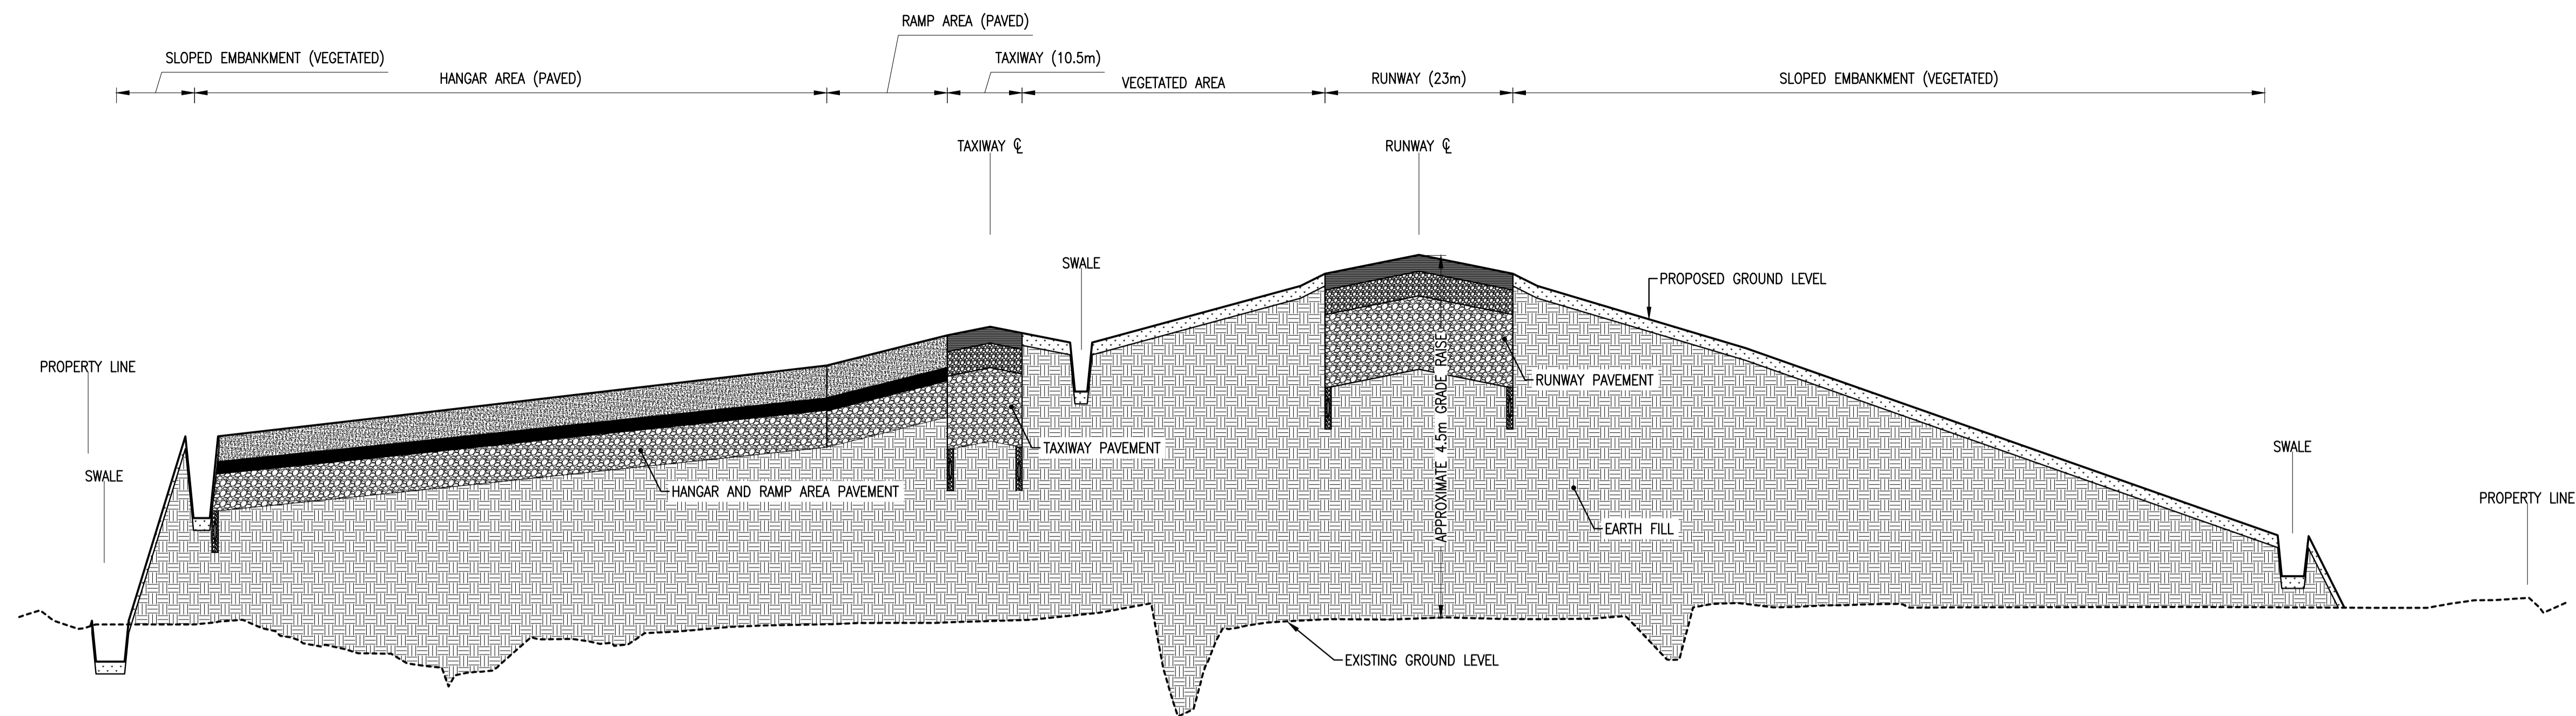 RAMP AREA (PAVED)
SLOPED EMBANKMENT (VEGETATED)
TAXIWAY (10.5m)
HANGAR AREA (PAVED)
VEGETATED AREA
RUNWAY (23m)
SLOPED EMBANKMENT (VEGETATED)
TAXIWAY ℄
RUNWAY ℄
SWALE
PROPOSED GROUND LEVEL
PROPERTY LINE
RUNWAY PAVEMENT
APPROXIMATE 4.5m GRADE RAISE
TAXIWAY PAVEMENT
SWALE
SWALE
HANGAR AND RAMP AREA PAVEMENT
PROPERTY LINE
EARTH FILL
EXISTING GROUND LEVEL